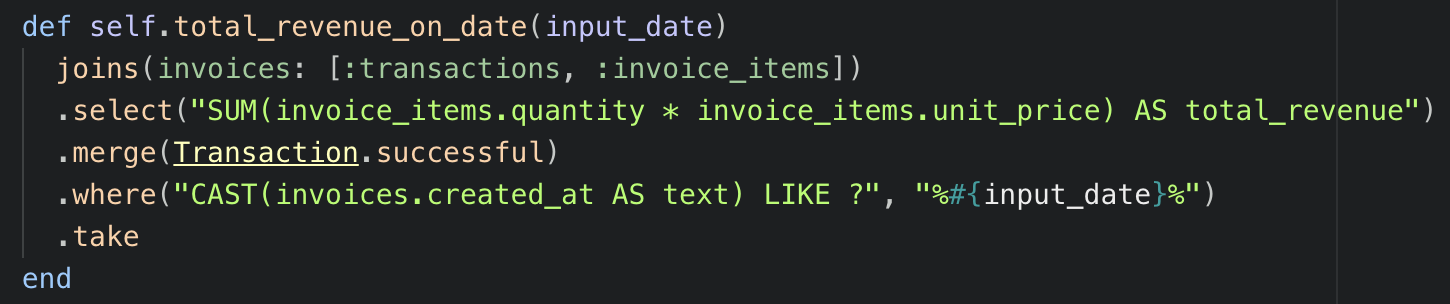 def self.total_revenue_on_date(input_date)
  joins(invoices: [:transactions, :invoice_items])
  .select("SUM(invoice_items.quantity * invoice_items.unit_price) AS total_revenue")
  .merge(Transaction.successful)
  .where("CAST(invoices.created_at AS text) LIKE ?", "%#{input_date}%")
  .take
end